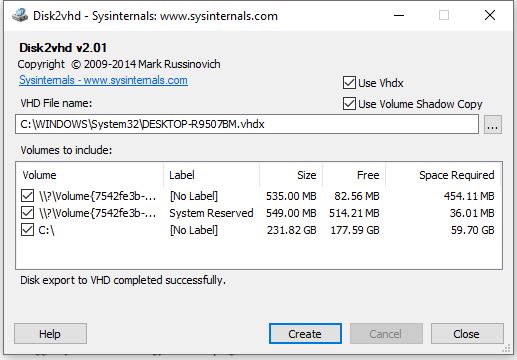 Disk2vhd - Sysinternals: www.sysinternals.com
Disk2vhd v2.01
Copyright © 2009-2014 Mark Russinovich
Sysinternals - www.sysinternals.com
Use Vhdx
VHD File name:
Use Volume Shadow Copy
C:\WINDOWS\System32\DESKTOP-R9507BM.vhdx
...
Volumes to include:
Volume Label Size Free Space Required
\\?\Volume{7542fe3b-... [No Label] 535.00 MB 82.56 MB 454.11 MB
\\?\Volume{7542fe3b-... System Reserved 549.00 MB 514.21 MB 36.01 MB
C:\ [No Label] 231.82 GB 177.59 GB 59.70 GB
Disk export to VHD completed successfully.
Help Create Cancel Close